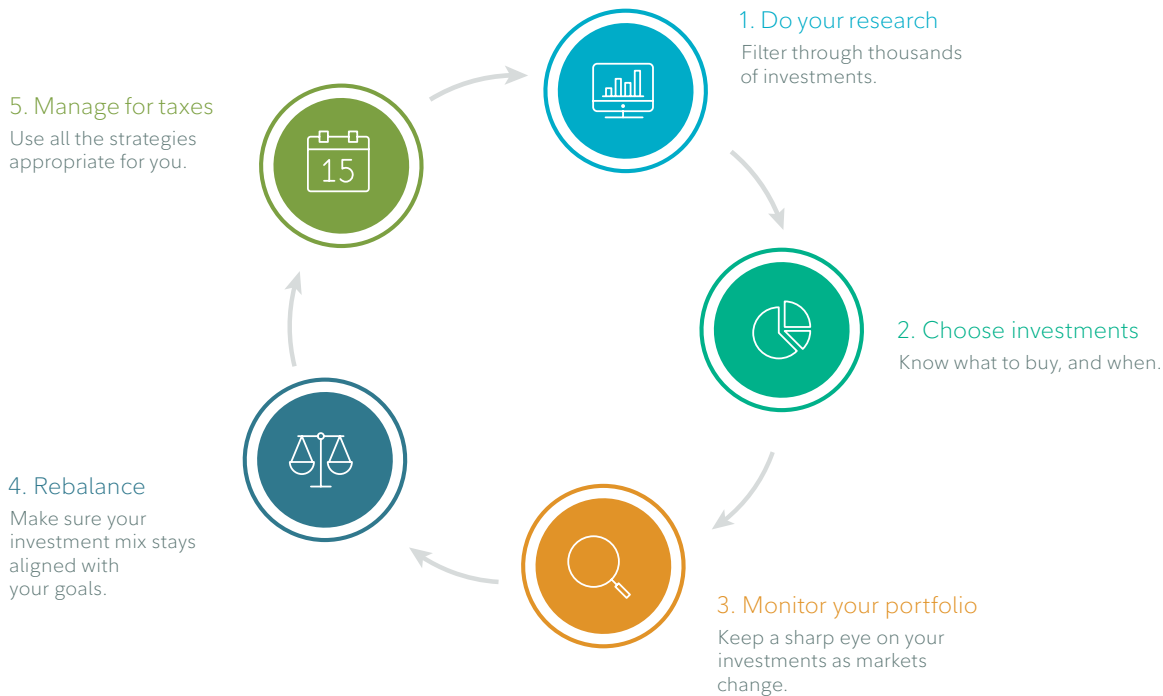 1. Do your research
Filter through thousands
of investments.
2. Choose investments
Know what to buy, and when.
3. Monitor your portfolio
Keep a sharp eye on your
investments as markets
change.
4. Rebalance
Make sure your
investment mix stays
aligned with
your goals.
5. Manage for taxes
Use all the strategies
appropriate for you.
15